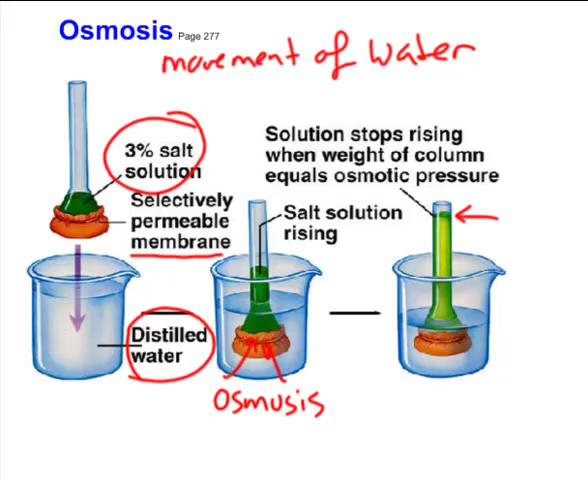 Osmosis Page 277
movement of water
3% salt
solution
Selectively
permeable
membrane
Distilled
water
Salt solution
rising
Solution stops rising
when weight of column
equals osmotic pressure
Osmusis